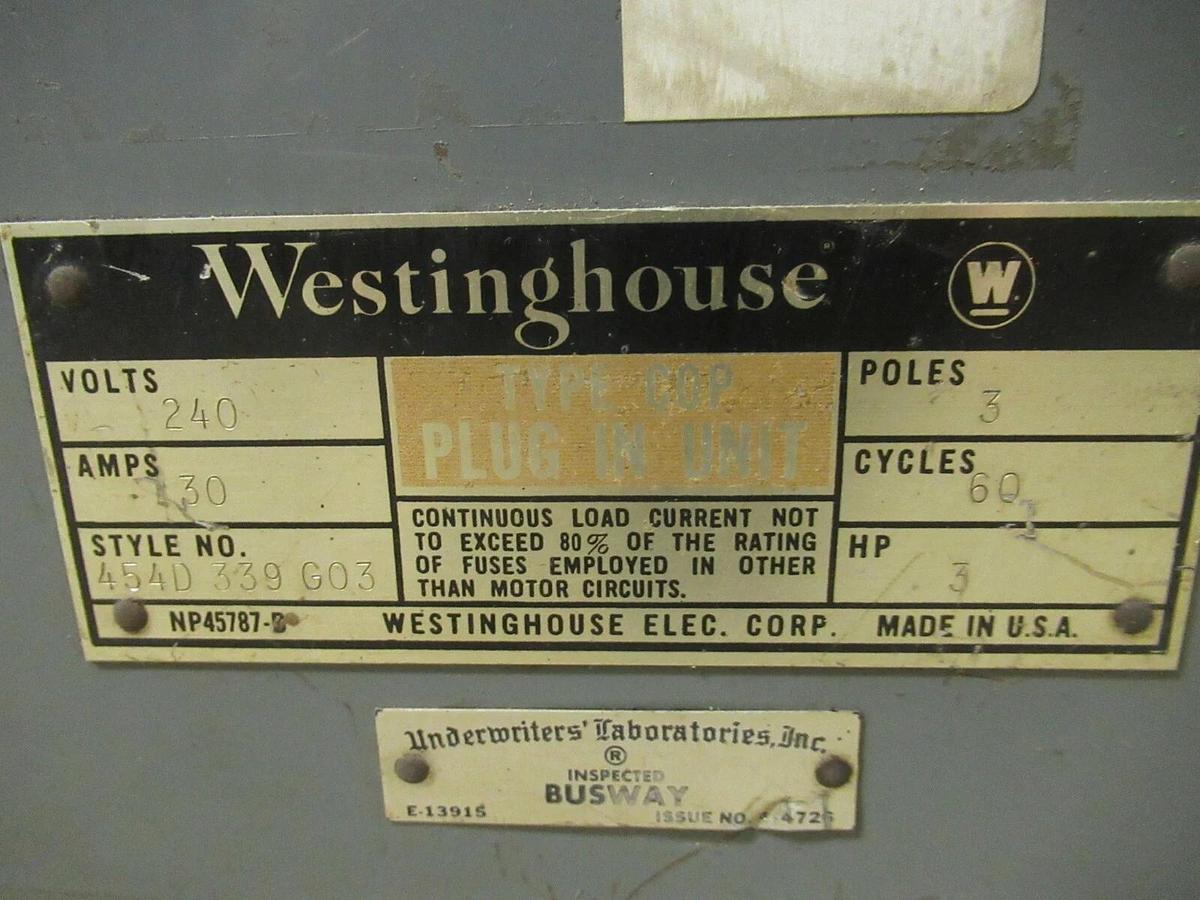 Westinghouse ®
W
VOLTS
240
TYPE COP
PLUG IN UNIT
POLES
3
AMPS
30
CYCLES
60
STYLE NO.
454D 339 G03
CONTINUOUS LOAD CURRENT NOT
TO EXCEED 80% OF THE RATING
OF FUSES EMPLOYED IN OTHER
THAN MOTOR CIRCUITS.
HP
3
NP45787- WESTINGHOUSE ELEC. CORP. MADE IN U.S.A.
Underwriters' Laboratories, Inc.
®
INSPECTED
BUSWAY
E-13915 ISSUE NO.